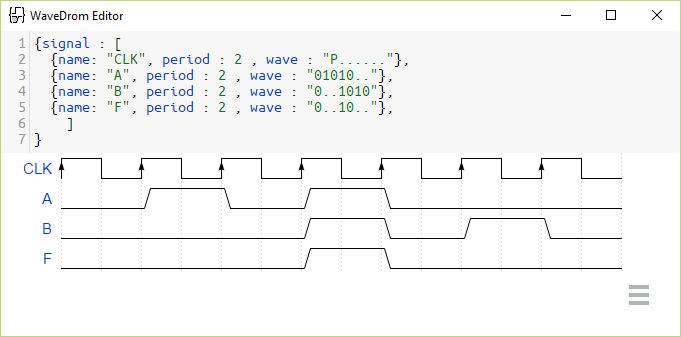 WaveDrom Editor
1 {signal : [
2 {name: "CLK", period : 2 , wave : "P......"},
3 {name: "A", period : 2 , wave : "01010.."},
4 {name: "B", period : 2 , wave : "0..1010"},
5 {name: "F", period : 2 , wave : "0..10.."},
6 ]
7 }
CLK
A
B
F